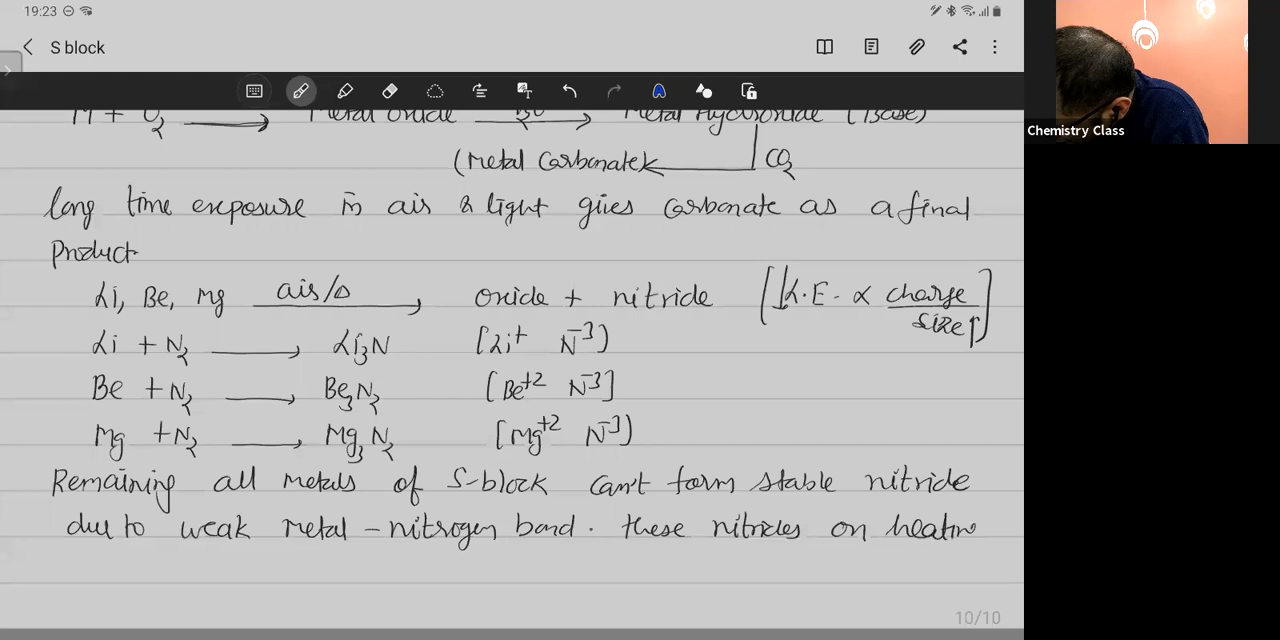 19:23
S block
M + O₂ ⟶ Metal Oxide ⟶ Metal Hydroxide (Base)
(Metal Carbonate) ⟵ CO₂
long time exposure in air & light gives carbonate as a final
Product
Li, Be, Mg air/Δ ⟶ oxide + nitride [L.E. ∝ charge/size↑]
Li + N₂ ⟶ Li₃N [Li⁺ N⁻³]
Be + N₂ ⟶ Be₃N₂ [Be⁺² N⁻³]
Mg + N₂ ⟶ Mg₃N₂ [Mg⁺² N⁻³]
Remaining all metals of S-block can't form stable nitride
due to weak metal – nitrogen bond. these nitrides on heatin
10/10
Chemistry Class